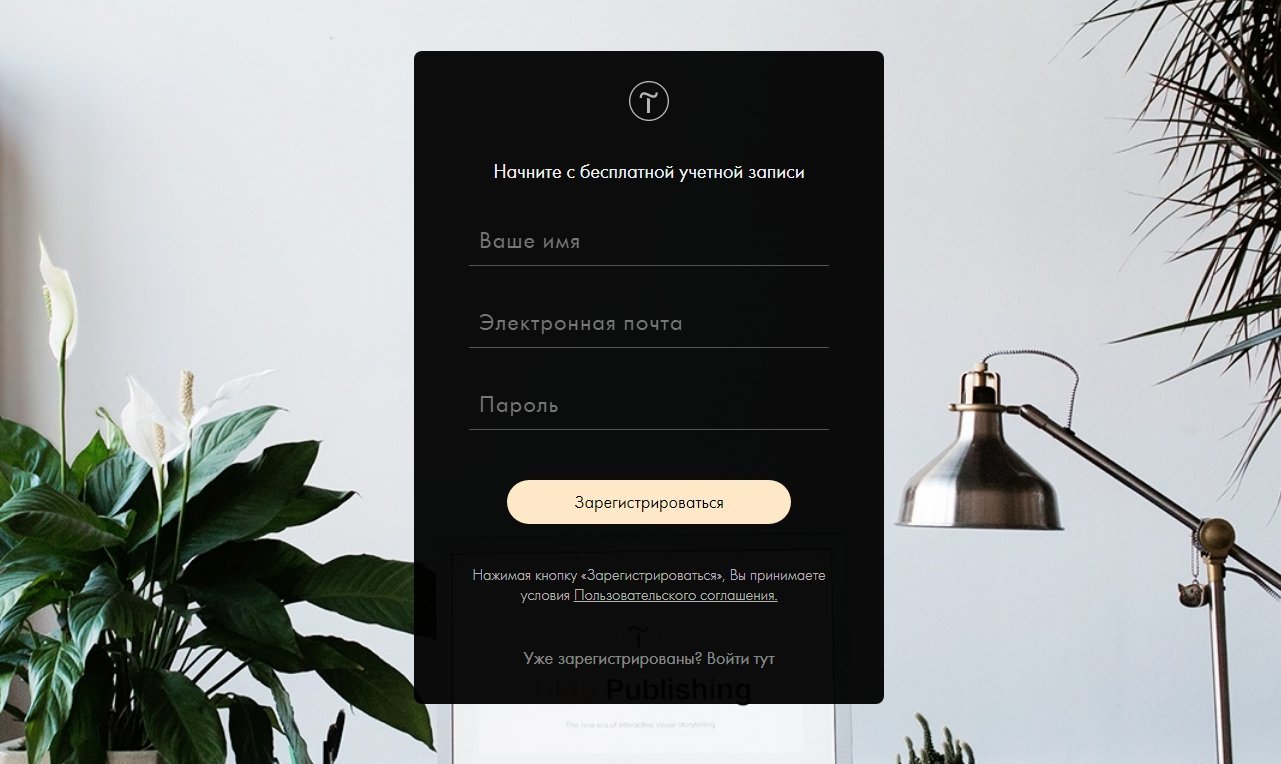 Начните с бесплатной учетной записи
Ваше имя
Электронная почта
Пароль
Зарегистрироваться
Нажимая кнопку «Зарегистрироваться», Вы принимаете
условия Пользовательского соглашения.
Уже зарегистрированы? Войти тут
Tilda Publishing
The new era of interactive visual storytelling